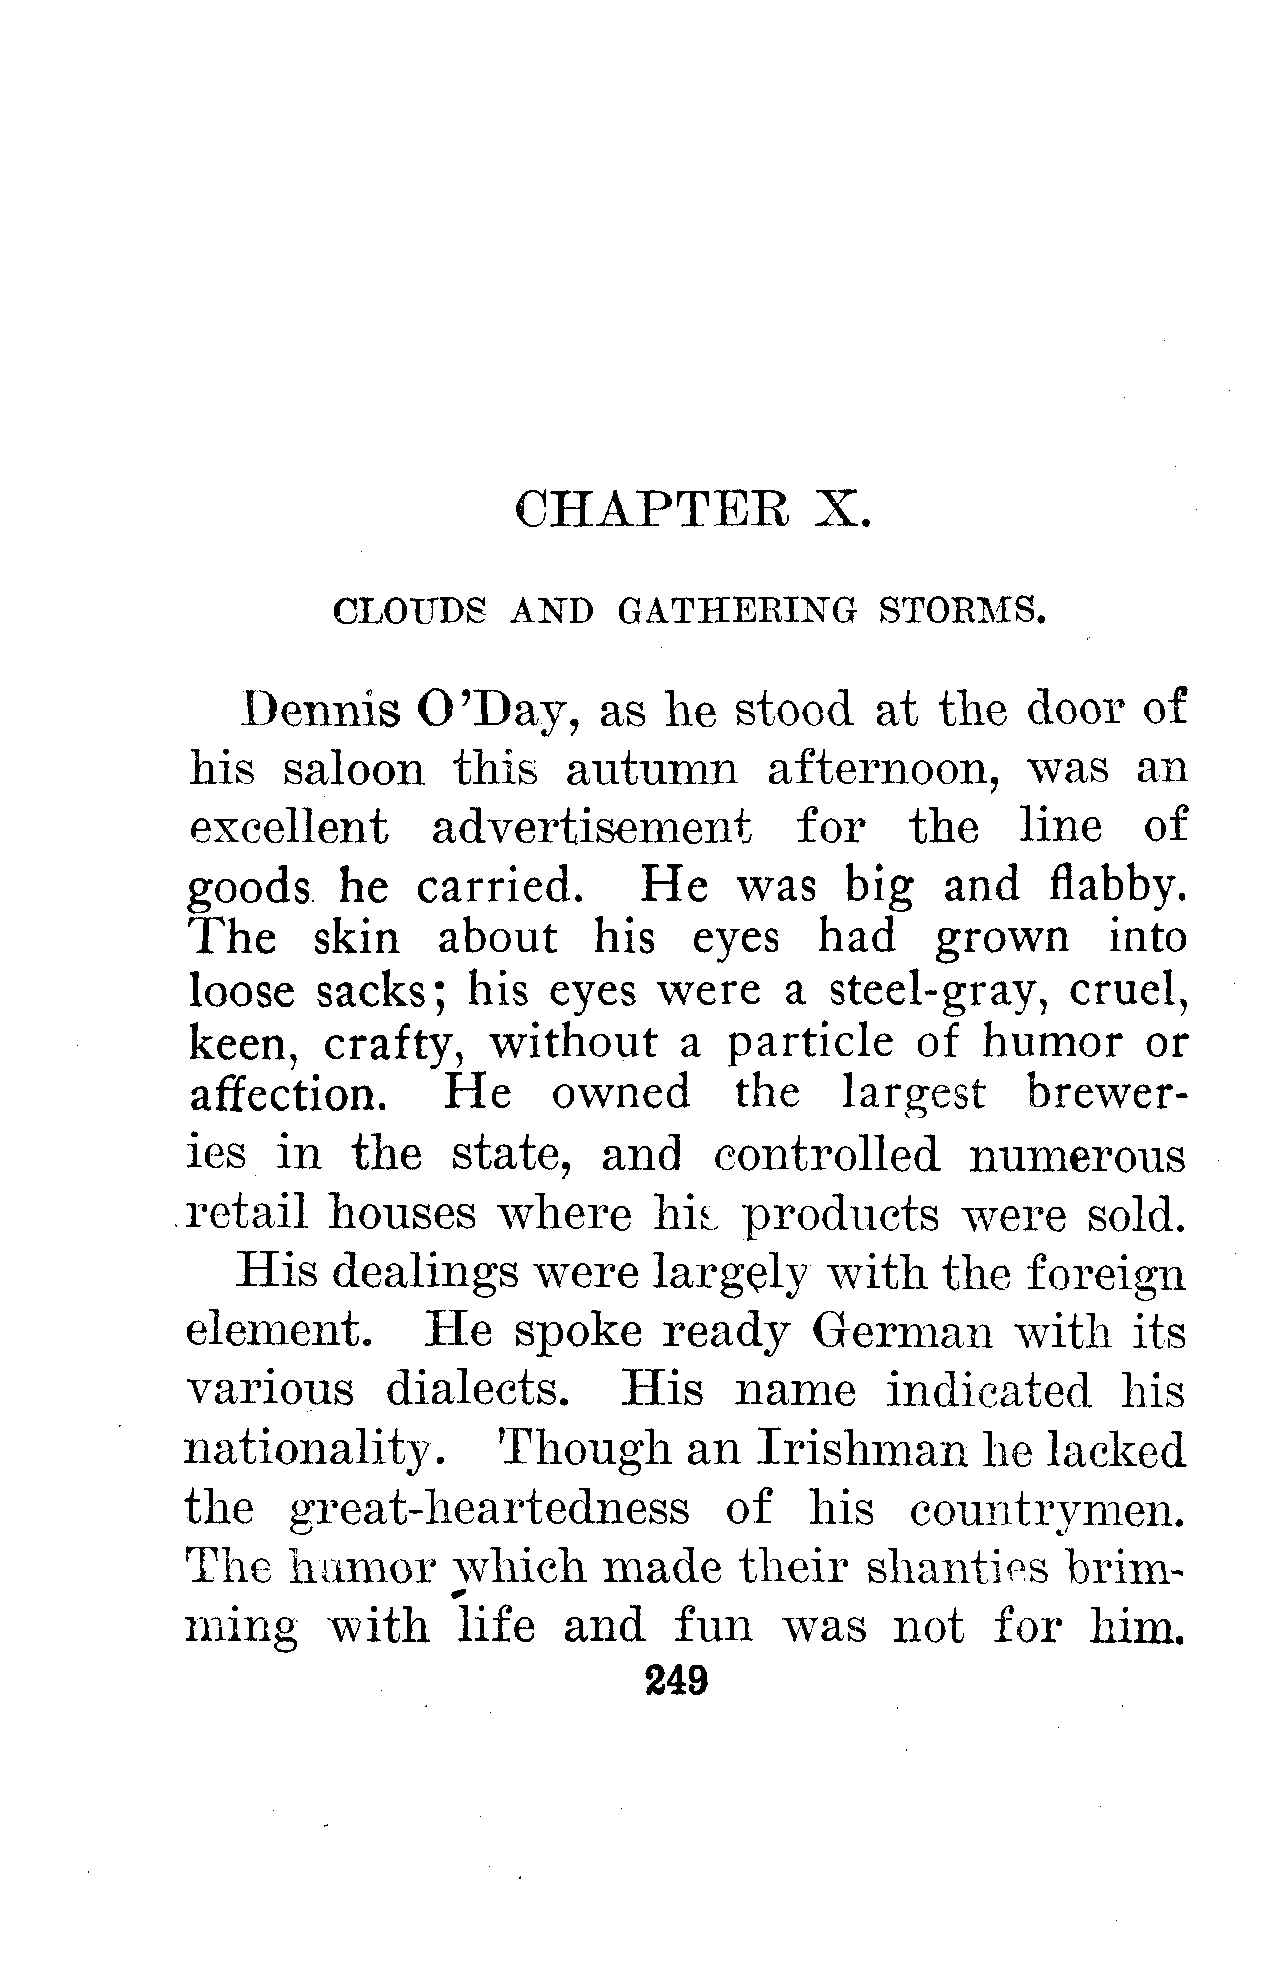 CHAPTER X.
CLOUDS AND GATHERING STORMS.
Dennis O'Day, as he stood at the door of
his saloon this autumn afternoon, was an
excellent advertisement for the line of
goods he carried. He was big and flabby.
The skin about his eyes had grown into
loose sacks; his eyes were a steel-gray, cruel,
keen, crafty, without a particle of humor or
affection. He owned the largest brewer-
ies in the state, and controlled numerous
retail houses where his products were sold.
His dealings were largely with the foreign
element. He spoke ready German with its
various dialects. His name indicated his
nationality. Though an Irishman he lacked
the great-heartedness of his countrymen.
The humor which made their shanties brim-
ming with life and fun was not for him.
249